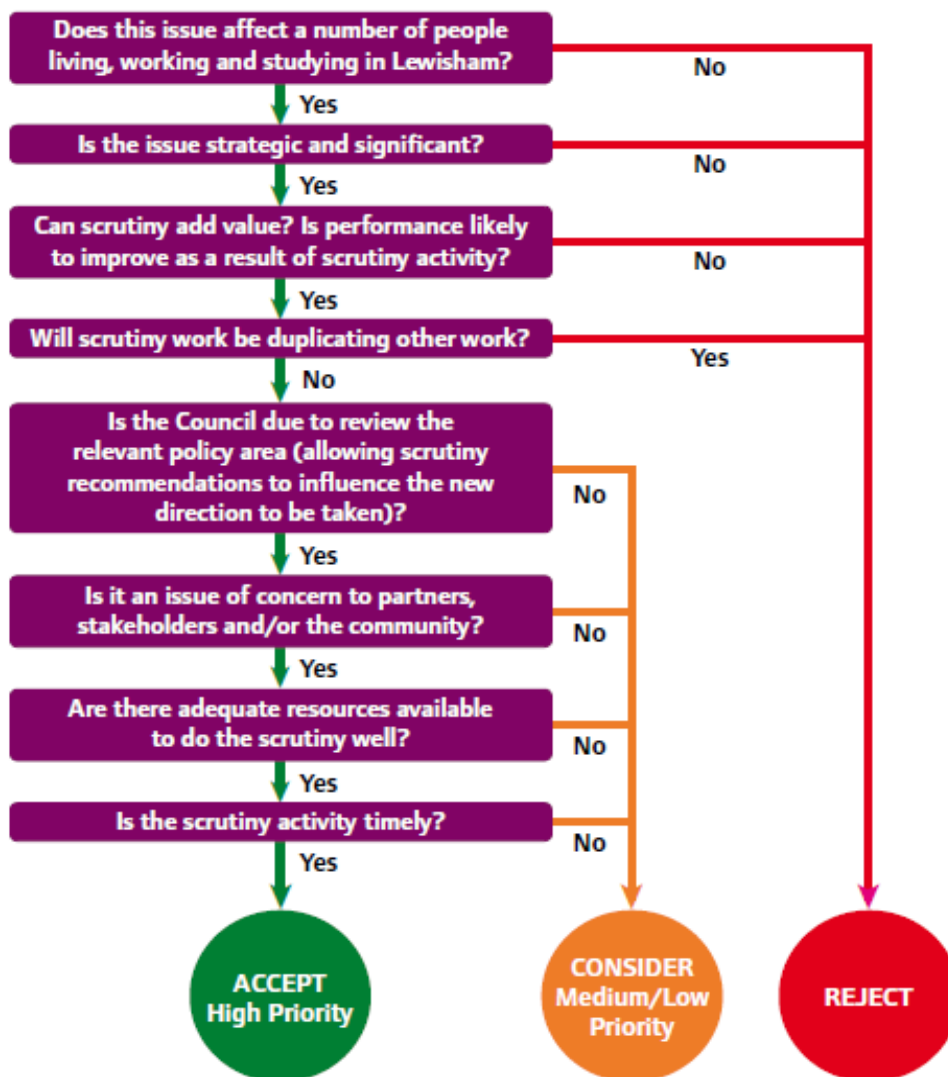 Does this issue affect a number of people
living, working and studying in Lewisham?
No
Yes
Is the issue strategic and significant?
No
Yes
Can scrutiny add value? Is performance likely
to improve as a result of scrutiny activity?
No
Yes
Will scrutiny work be duplicating other work?
Yes
No
Is the Council due to review the
relevant policy area (allowing scrutiny
recommendations to influence the new
direction to be taken)?
No
Yes
Is it an issue of concern to partners,
stakeholders and/or the community?
No
Yes
Are there adequate resources available
to do the scrutiny well?
No
Yes
Is the scrutiny activity timely?
No
Yes
ACCEPT
High Priority
CONSIDER
Medium/Low
Priority
REJECT